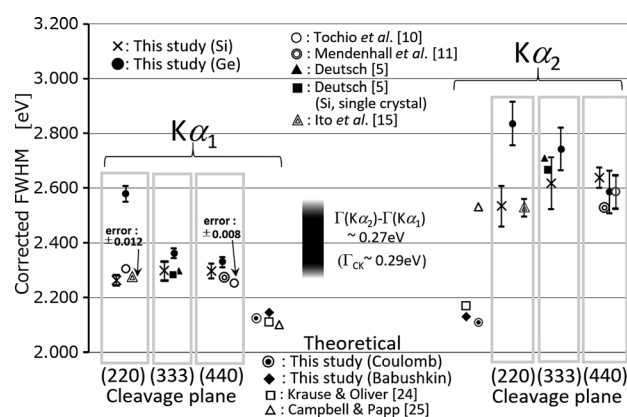 3.200
3.000
2.800
2.600
2.400
2.200
2.000
Corrected FWHM [eV]
: This study (Si)
: This study (Ge)
: Tochio et al. [10]
: Mendenhall et al. [11]
: Deutsch [5]
: Deutsch [5]
(Si, single crystal)
: Ito et al. [15]
Kα1
Kα2
error :
±0.012
error :
±0.008
Γ(Kα2)-Γ(Kα1)
~ 0.27eV
(ΓCK~ 0.29eV)
(220) (333) (440)
Cleavage plane
Theoretical
: This study (Coulomb)
: This study (Babushkin)
: Krause & Oliver [24]
: Campbell & Papp [25]
(220) (333) (440)
Cleavage plane